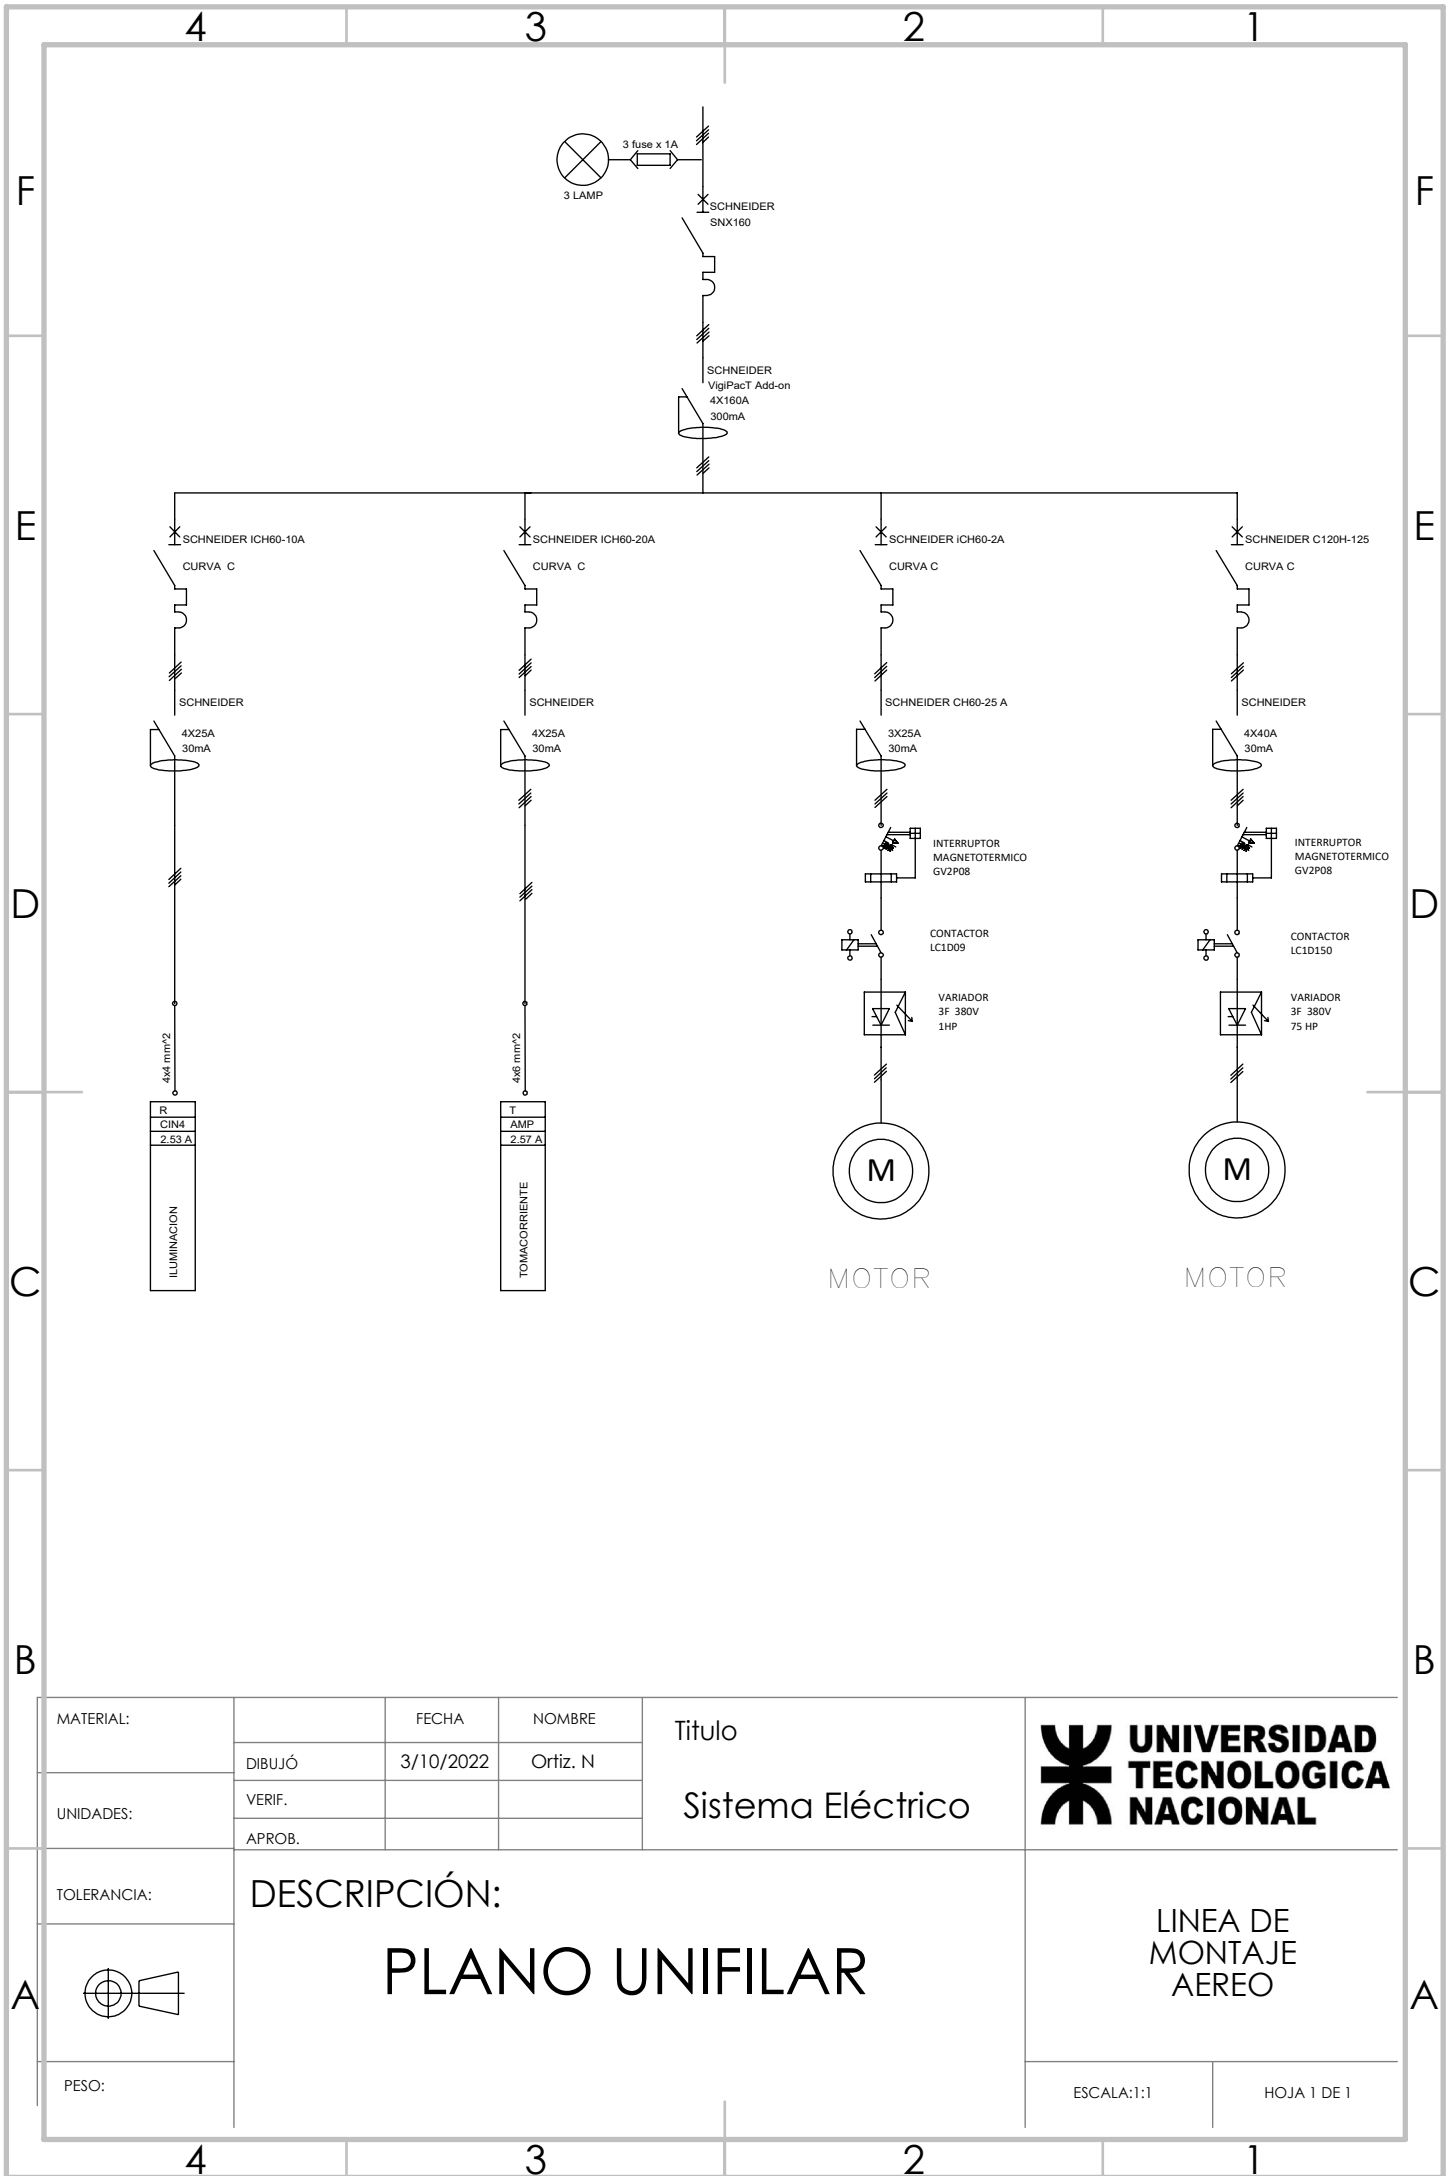 4 3 2 1
F F
3 fuse x 1A
3 LAMP
SCHNEIDER
SNX160
SCHNEIDER
VigiPacT Add-on
4X160A
300mA
E E
SCHNEIDER ICH60-10A
CURVA C
SCHNEIDER ICH60-20A
CURVA C
SCHNEIDER iCH60-2A
CURVA C
SCHNEIDER C120H-125
CURVA C
SCHNEIDER
4X25A
30mA
SCHNEIDER
4X25A
30mA
SCHNEIDER CH60-25 A
3X25A
30mA
SCHNEIDER
4X40A
30mA
INTERRUPTOR
MAGNETOTERMICO
GV2P08
INTERRUPTOR
MAGNETOTERMICO
GV2P08
D D
CONTACTOR
LC1D09
CONTACTOR
LC1D150
VARIADOR
3F 380V
1HP
VARIADOR
3F 380V
75 HP
4x4 mm^2
4x6 mm^2
R
CIN4
2.53 A
ILUMINACION
T
AMP
2.57 A
TOMACORRIENTE
M
MOTOR
M
MOTOR
C C
B B
MATERIAL:
UNIDADES:
FECHA NOMBRE
DIBUJÓ 3/10/2022 Ortiz. N
VERIF.
APROB.
Titulo
Sistema Eléctrico
UNIVERSIDAD
TECNOLOGICA
NACIONAL
TOLERANCIA:
DESCRIPCIÓN:
PLANO UNIFILAR
LINEA DE
MONTAJE
AEREO
A A
PESO:
ESCALA:1:1
HOJA 1 DE 1
4 3 2 1